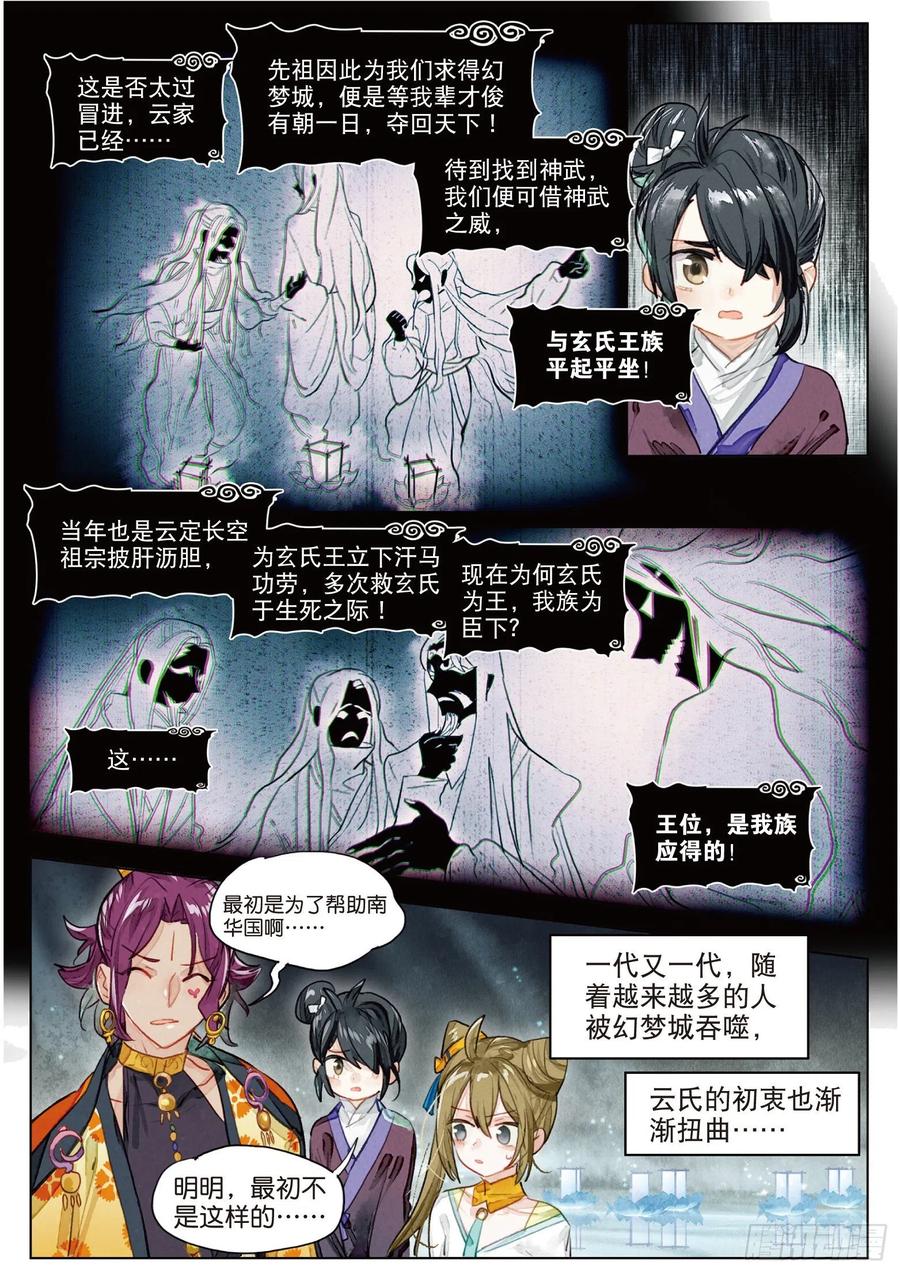 这是否太过
冒进，云家
已经……
先祖因此为我们求得幻
梦城，便是等我辈才俊
有朝一日，夺回天下！
待到找到神武，
我们便可借神武
之威，
与玄氏王族
平起平坐！
当年也是云定长空
祖宗披肝沥胆，
为玄氏王立下汗马
功劳，多次救玄氏
于生死之际！
现在为何玄氏
为王，我族为
臣下？
这……
王位，是我族
应得的！
最初是为了帮助南
华国啊……
一代又一代，随
着越来越多的人
被幻梦城吞噬，
云氏的初衷也渐
渐扭曲……
明明，最初不
是这样的……
腾讯动漫